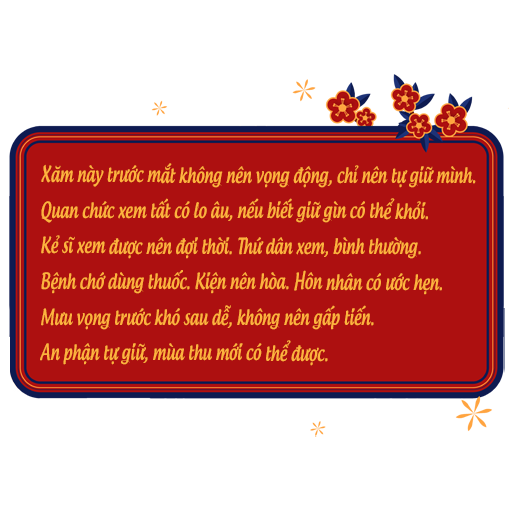 Xăm này trước mắt không nên vọng động, chỉ nên tự giữ mình.
Quan chức xem tất có lo âu, nếu biết giữ gìn có thể khỏi.
Kẻ sĩ xem được nên đợi thời. Thứ dân xem, bình thường.
Bệnh chớ dùng thuốc. Kiện nên hòa. Hôn nhân có ước hẹn.
Mưu vọng trước khó sau dễ, không nên gấp tiến.
An phận tự giữ, mùa thu mới có thể được.